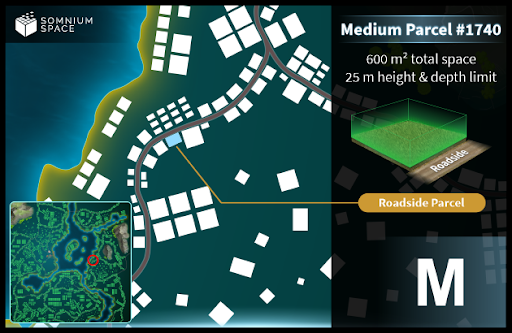 SOMNIUM
SPACE
Medium Parcel #1740
600 m² total space
25 m height & depth limit
Roadside
Roadside Parcel
M